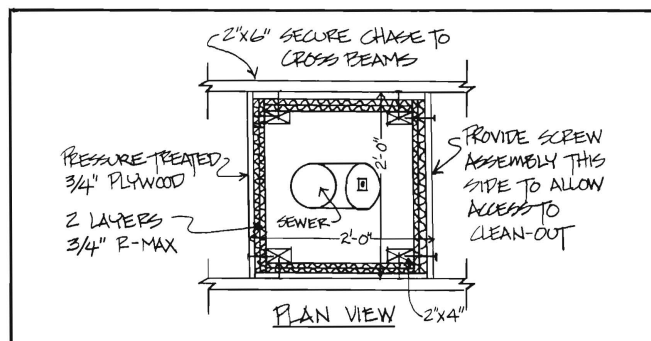 2"x6" SECURE CHASE TO
CROSS BEAMS
PRESSURE TREATED
3/4" PLYWOOD
2 LAYERS
3/4" R-MAX
SEWER
2'-0"
2'-0"
PROVIDE SCREW
ASSEMBLY THIS
SIDE TO ALLOW
ACCESS TO
CLEAN-OUT
2"x4"
PLAN VIEW